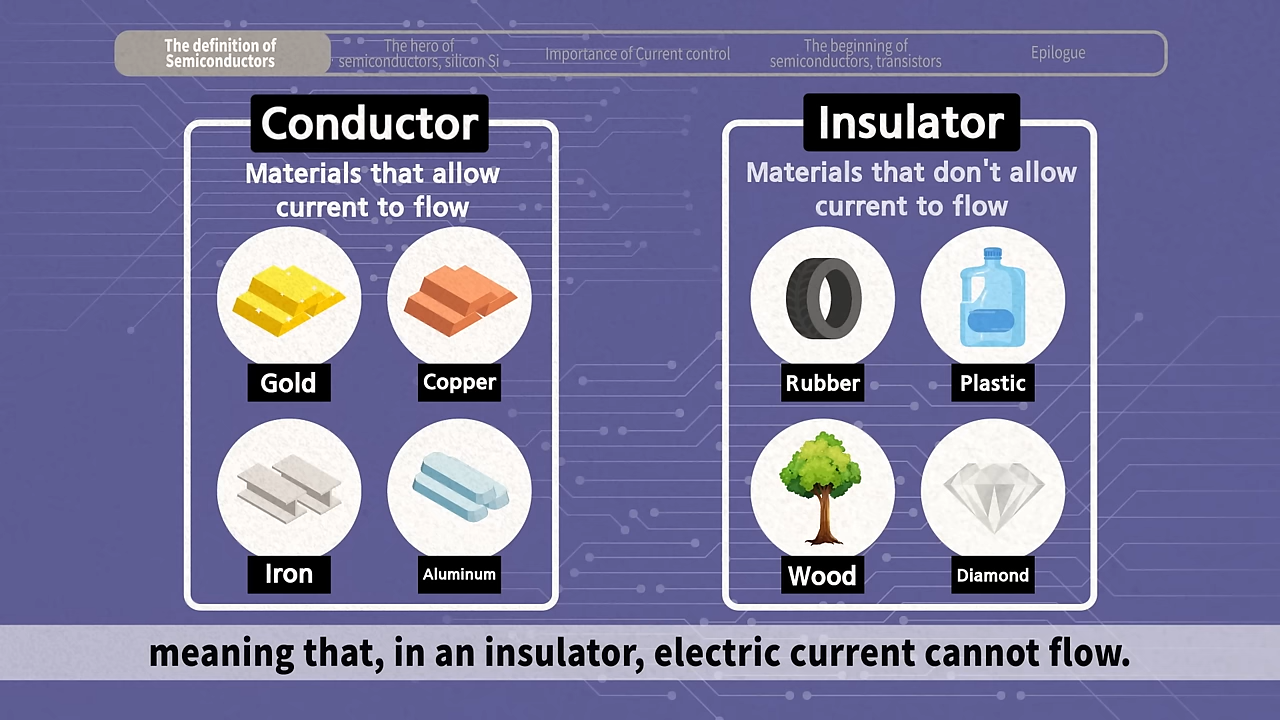 The definition of
Semiconductors
The hero of
semiconductors, silicon Si
Importance of Current control
The beginning of
semiconductors, transistors
Epilogue
Conductor
Materials that allow
current to flow
Gold
Copper
Iron
Aluminum
Insulator
Materials that don't allow
current to flow
Rubber
Plastic
Wood
Diamond
meaning that, in an insulator, electric current cannot flow.